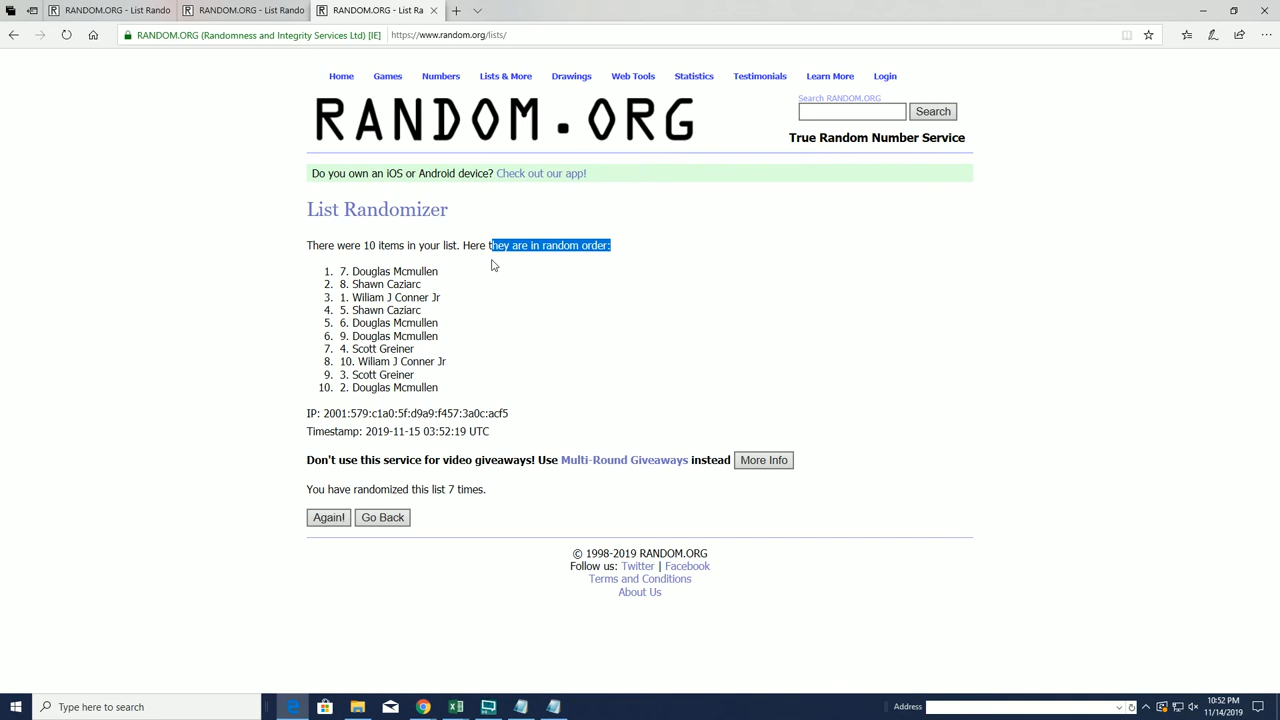 RANDOM.ORG - List Rando
RANDOM.ORG - List Rando
RANDOM.ORG - List Ra
RANDOM.ORG (Randomness and Integrity Services Ltd) [IE]
https://www.random.org/lists/
Home Games Numbers Lists & More Drawings Web Tools Statistics Testimonials Learn More Login
Search RANDOM.ORG
RANDOM.ORG
Search
True Random Number Service
Do you own an iOS or Android device? Check out our app!
List Randomizer
There were 10 items in your list. Here they are in random order:
1. 7. Douglas Mcmullen
2. 8. Shawn Caziarc
3. 1. Wiliam J Conner Jr
4. 5. Shawn Caziarc
5. 6. Douglas Mcmullen
6. 9. Douglas Mcmullen
7. 4. Scott Greiner
8. 10. Wiliam J Conner Jr
9. 3. Scott Greiner
10. 2. Douglas Mcmullen
IP: 2001:579:c1a0:5f:d9a9:f457:3a0c:acf5
Timestamp: 2019-11-15 03:52:19 UTC
Don't use this service for video giveaways! Use Multi-Round Giveaways instead More Info
You have randomized this list 7 times.
Again! Go Back
© 1998-2019 RANDOM.ORG
Follow us: Twitter | Facebook
Terms and Conditions
About Us
Type here to search
Address
10:52 PM
11/14/2019